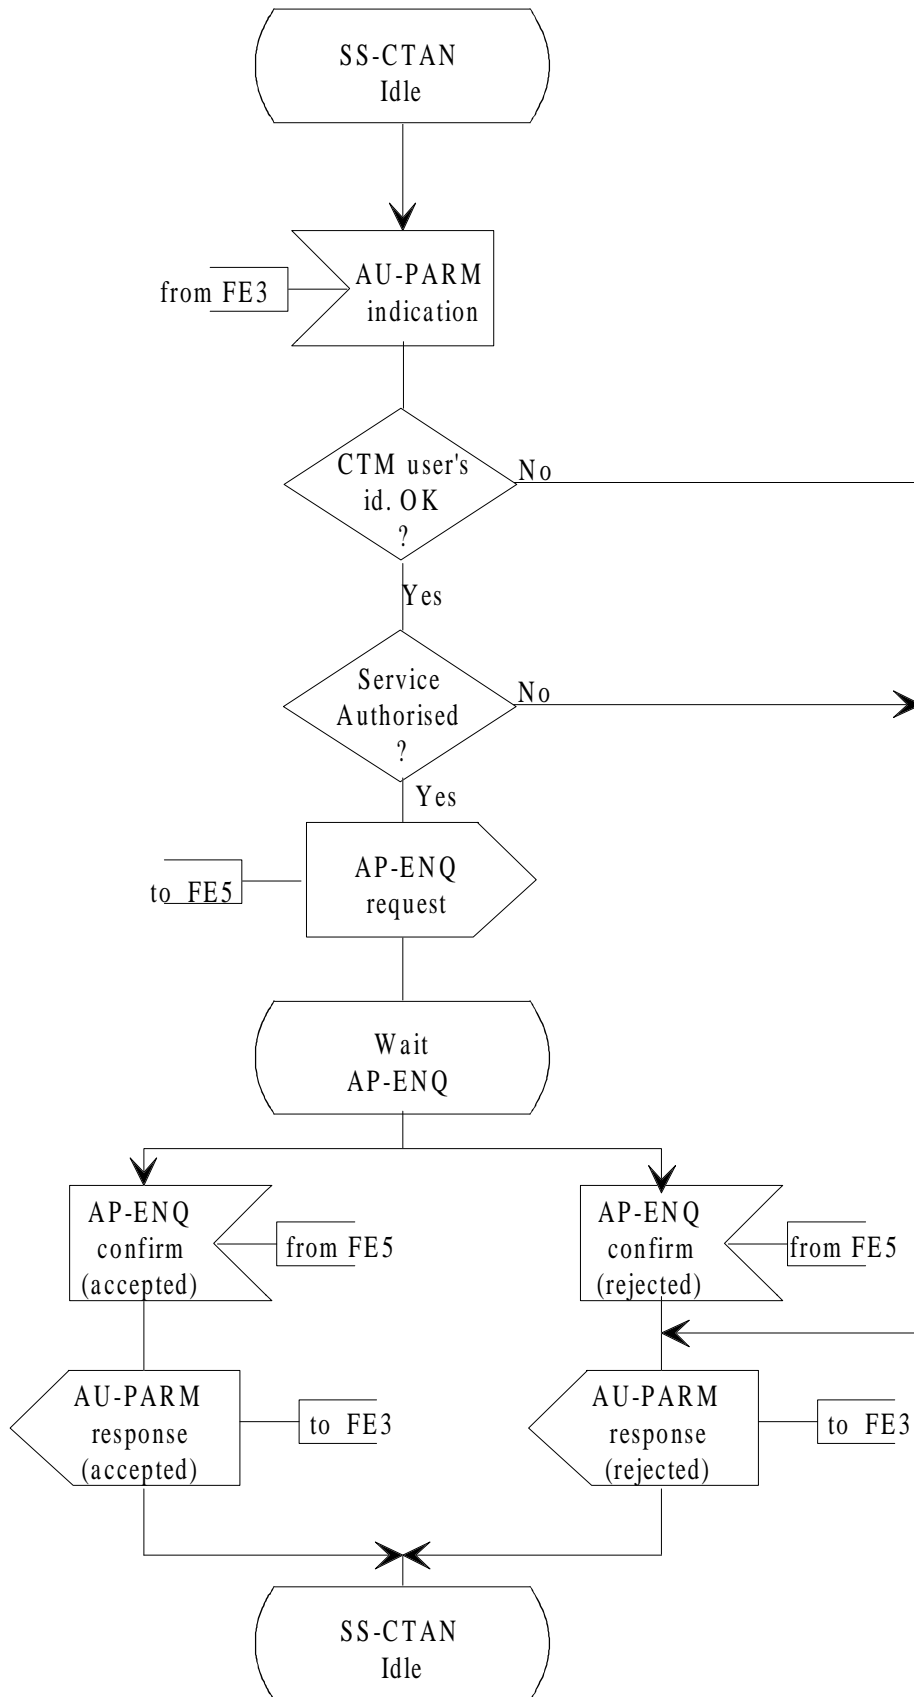 SS-CTAN
Idle
from FE3
AU-PARM
indication
CTM user's
id. OK
?
No
Yes
Service
Authorised
?
No
Yes
to FE5
AP-ENQ
request
Wait
AP-ENQ
AP-ENQ
confirm
(accepted)
from FE5
AP-ENQ
confirm
(rejected)
from FE5
AU-PARM
response
(accepted)
to FE3
AU-PARM
response
(rejected)
to FE3
SS-CTAN
Idle